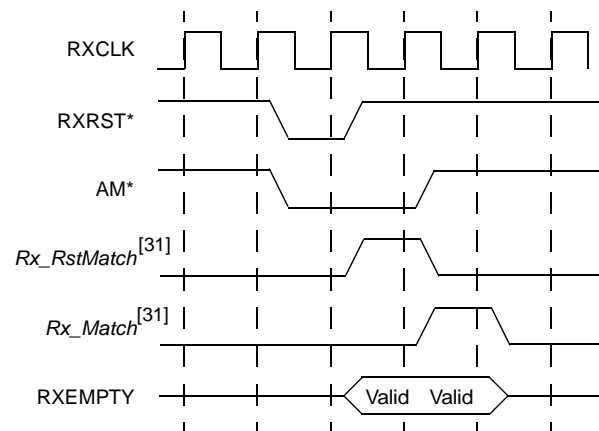 RXCLK
RXRST*
AM*
Rx_RstMatch[31]
Rx_Match[31]
RXEMPTY Valid Valid